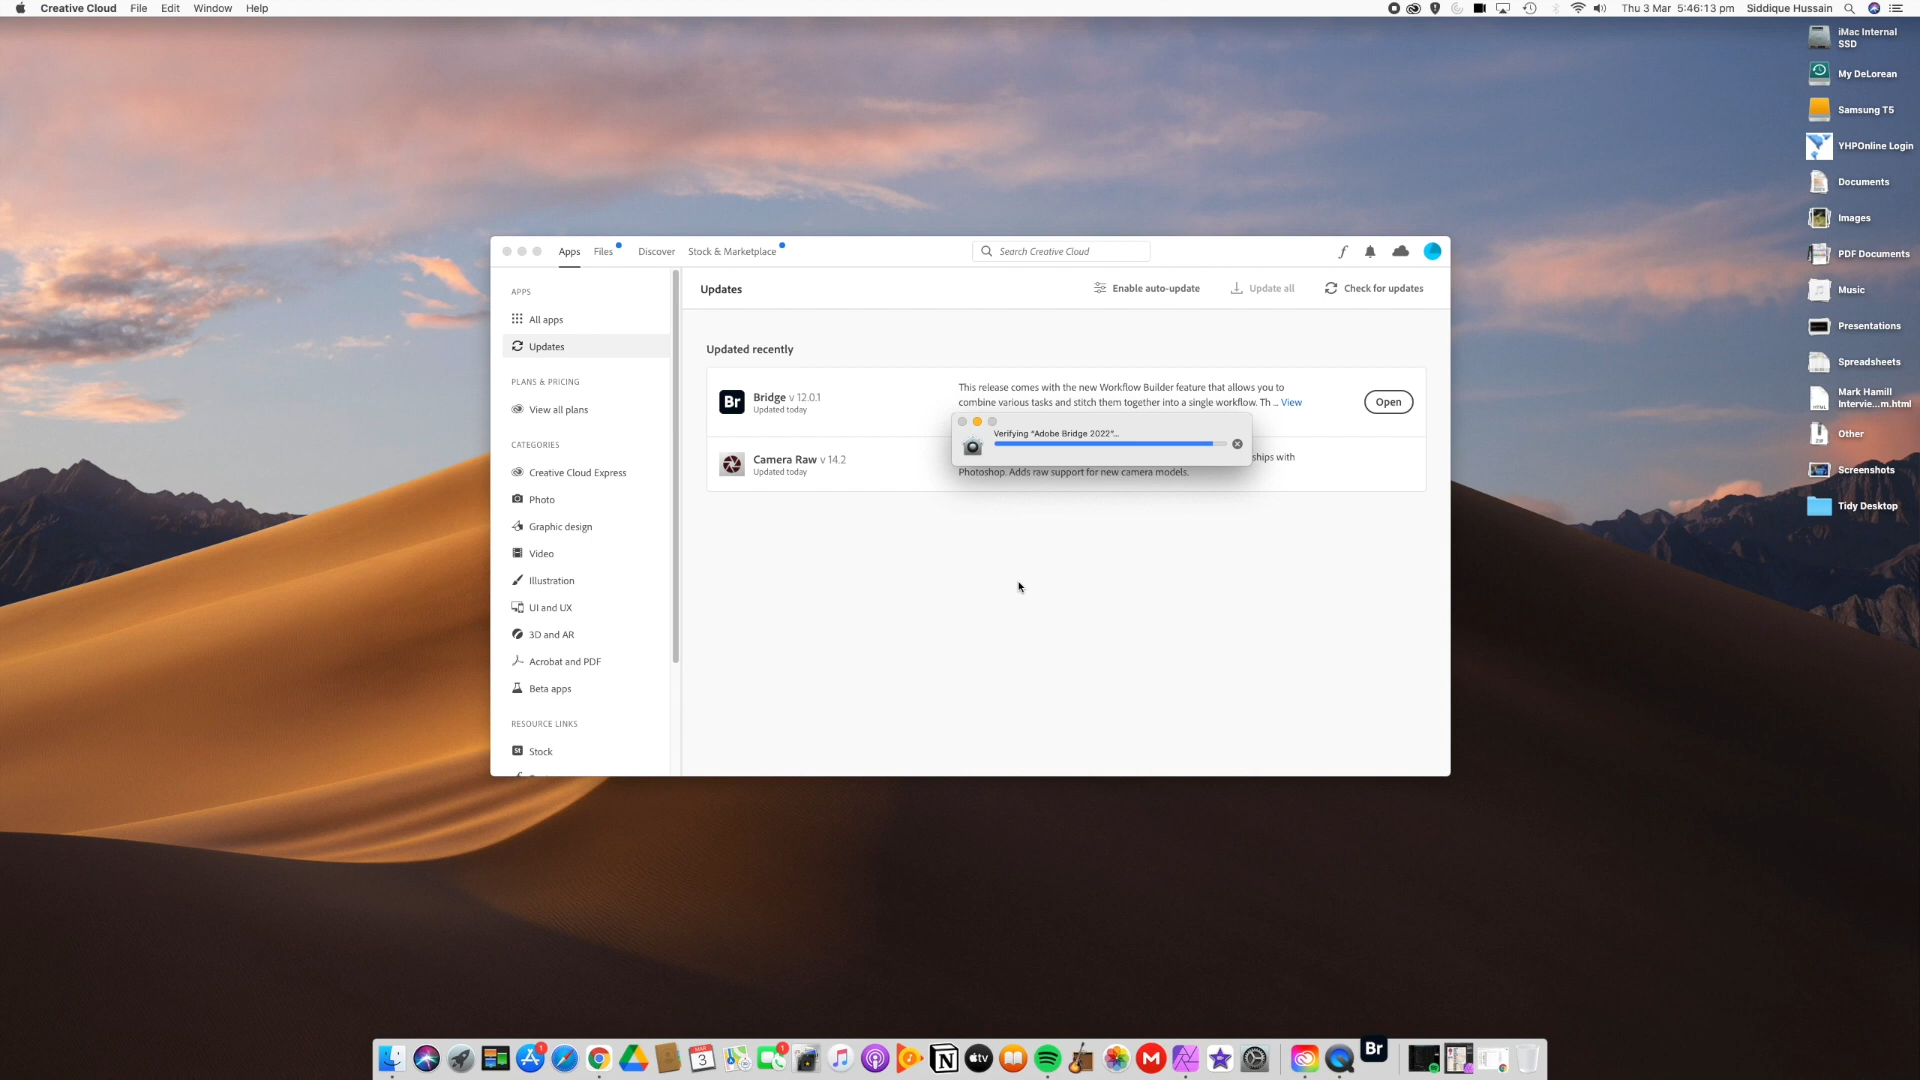 Creative Cloud File Edit Window Help
Thu 3 Mar 5:46:13 pm Siddique Hussain
iMac Internal
SSD
My DeLorean
Samsung T5
YHPOnline Login
Documents
Images
PDF Documents
Music
Presentations
Spreadsheets
Mark Hamill
Intervie...m.html
Other
Screenshots
Tidy Desktop
Apps Files Discover Stock & Marketplace
Search Creative Cloud
APPS
All apps
Updates
PLANS & PRICING
View all plans
CATEGORIES
Creative Cloud Express
Photo
Graphic design
Video
Illustration
UI and UX
3D and AR
Acrobat and PDF
Beta apps
RESOURCE LINKS
St Stock
Updates
Enable auto-update
Update all
Check for updates
Updated recently
Br
Bridge v 12.0.1
Updated today
This release comes with the new Workflow Builder feature that allows you to
combine various tasks and stitch them together into a single workflow. Th ... View
Open
Verifying "Adobe Bridge 2022"...
Camera Raw v 14.2
Updated today
ships with
Photoshop. Adds raw support for new camera models.
1
MAR
3
1
tv
Br